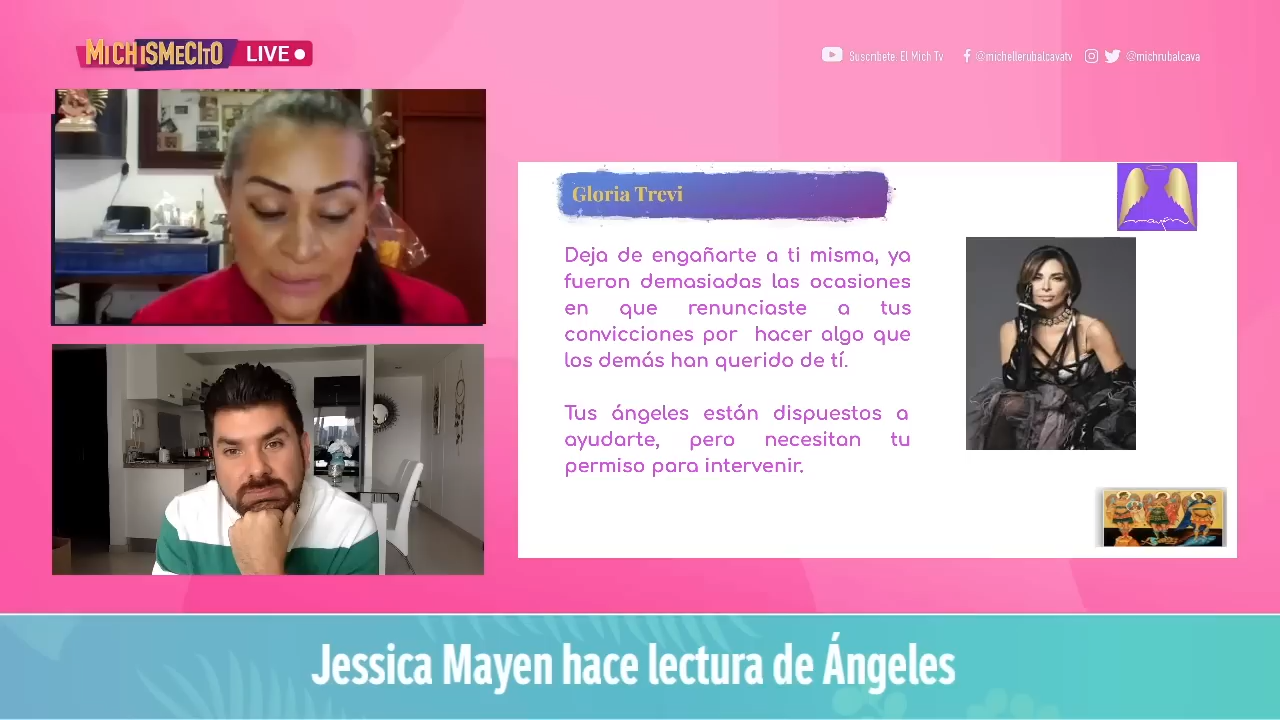 MICHISMECITO LIVE
Suscribete: El Mich Tv @michellerubalcavatv @michrubalcava
Gloria Trevi
Deja de engañarte a ti misma, ya
fueron demasiadas las ocasiones
en que renunciaste a tus
convicciones por hacer algo que
los demás han querido de tí.
Tus ángeles están dispuestos a
ayudarte, pero necesitan tu
permiso para intervenir.
Jessica Mayen hace lectura de Ángeles